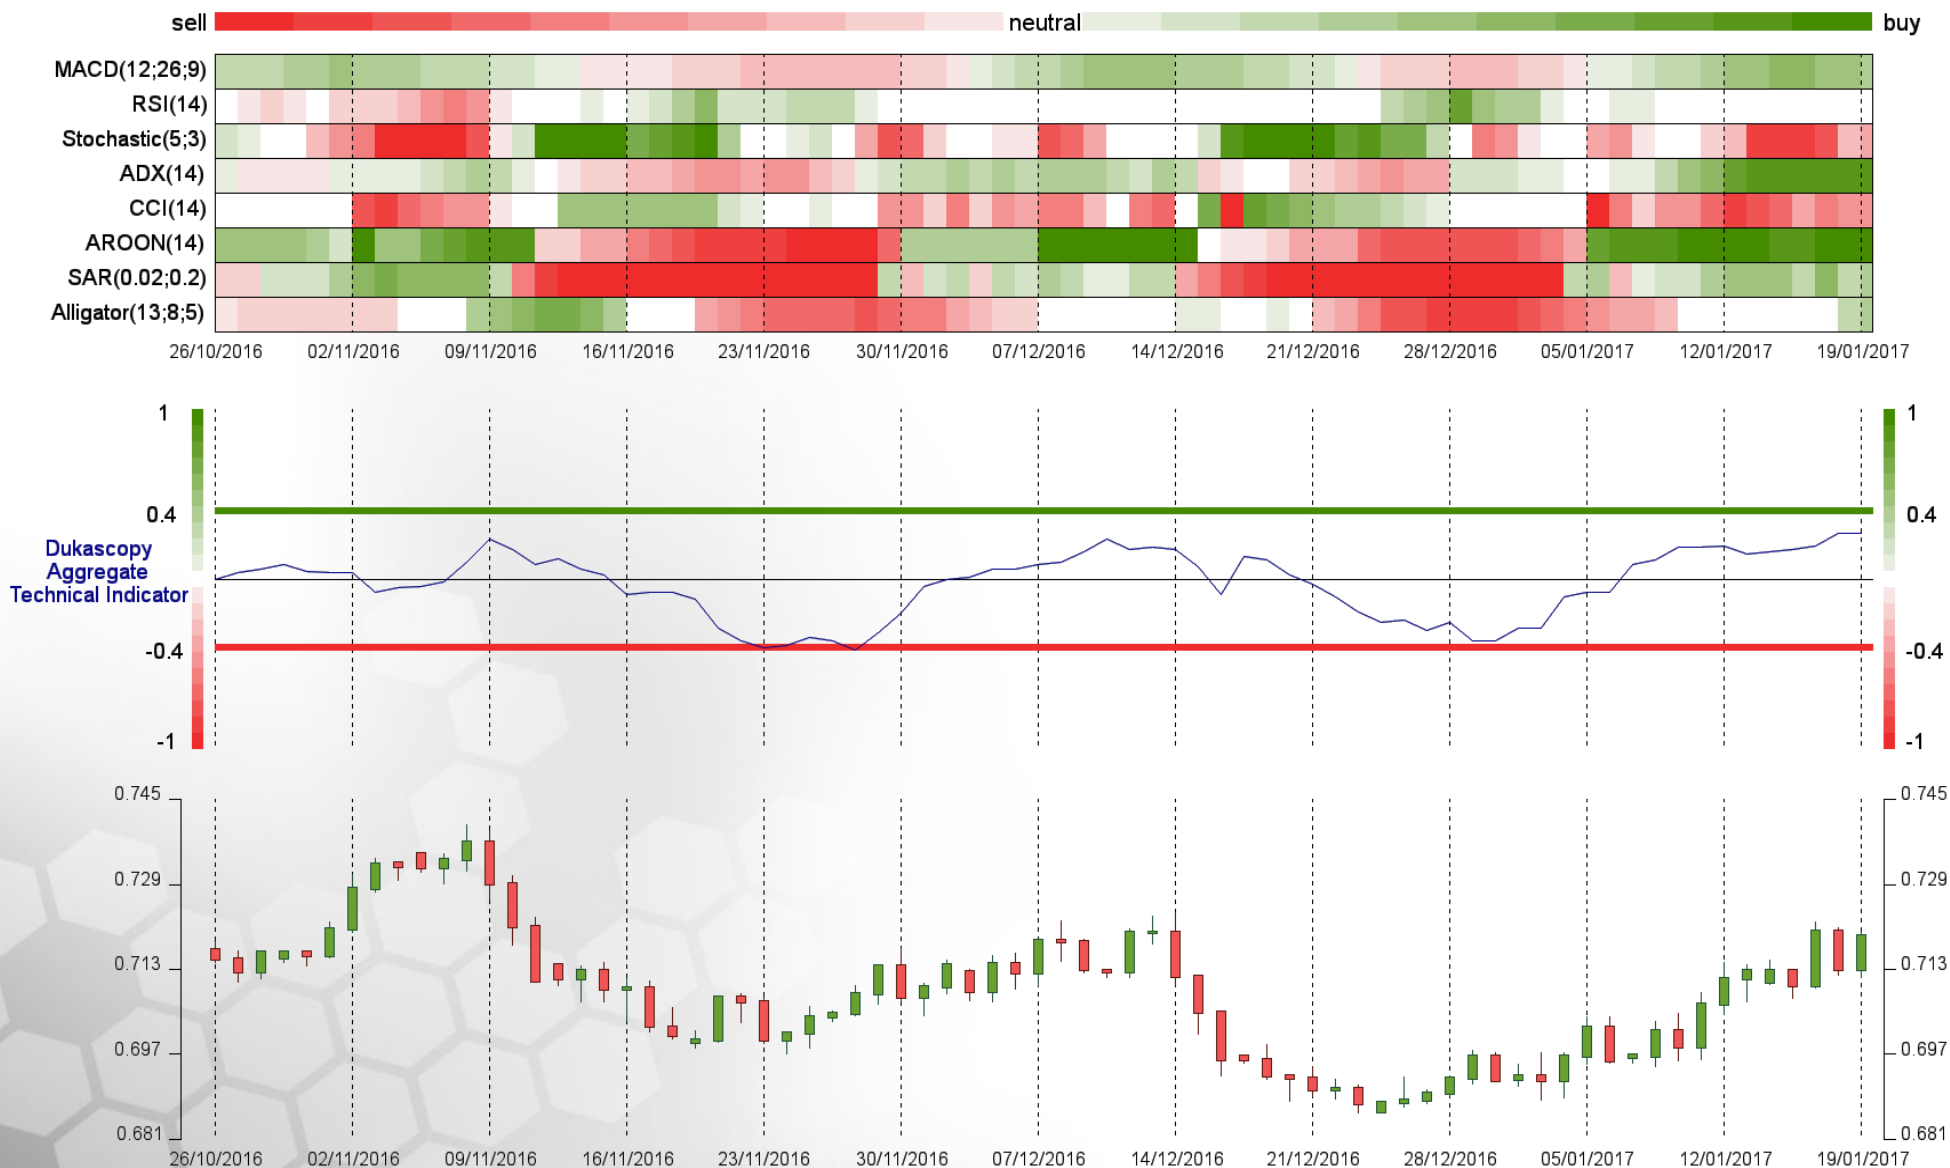 sell neutral buy
MACD(12;26;9)
RSI(14)
Stochastic(5;3)
ADX(14)
CCI(14)
AROON(14)
SAR(0.02;0.2)
Alligator(13;8;5)
26/10/2016 02/11/2016 09/11/2016 16/11/2016 23/11/2016 30/11/2016 07/12/2016 14/12/2016 21/12/2016 28/12/2016 05/01/2017 12/01/2017 19/01/2017
1 1
0.4 0.4
Dukascopy
Aggregate
Technical Indicator
-0.4 -0.4
-1 -1
0.745 0.745
0.729 0.729
0.713 0.713
0.697 0.697
0.681 0.681
26/10/2016 02/11/2016 09/11/2016 16/11/2016 23/11/2016 30/11/2016 07/12/2016 14/12/2016 21/12/2016 28/12/2016 05/01/2017 12/01/2017 19/01/2017